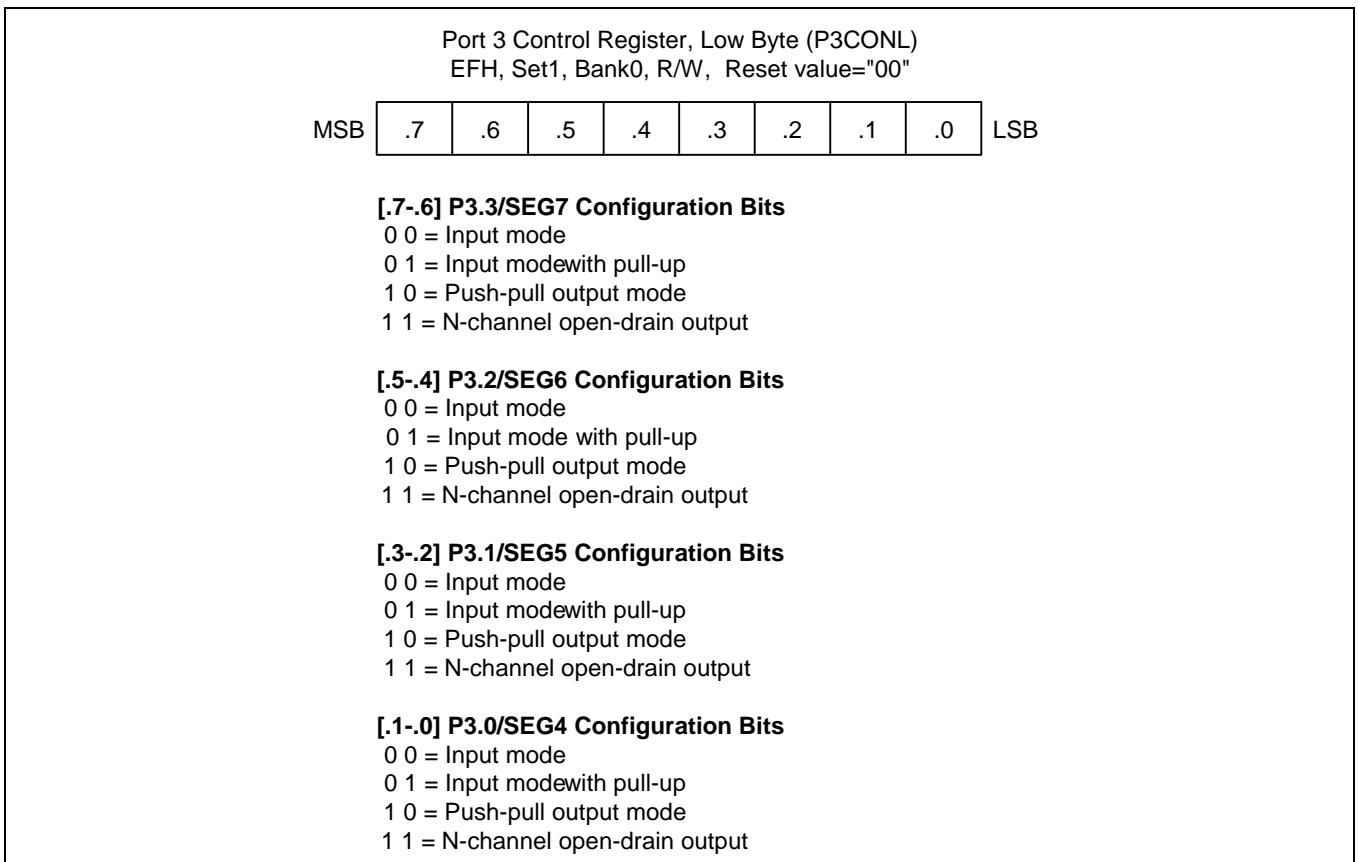 Port 3 Control Register, Low Byte (P3CONL)
EFH, Set1, Bank0, R/W, Reset value="00"
MSB .7 .6 .5 .4 .3 .2 .1 .0 LSB
[.7-.6] P3.3/SEG7 Configuration Bits
0 0 = Input mode
0 1 = Input modewith pull-up
1 0 = Push-pull output mode
1 1 = N-channel open-drain output
[.5-.4] P3.2/SEG6 Configuration Bits
0 0 = Input mode
0 1 = Input mode with pull-up
1 0 = Push-pull output mode
1 1 = N-channel open-drain output
[.3-.2] P3.1/SEG5 Configuration Bits
0 0 = Input mode
0 1 = Input modewith pull-up
1 0 = Push-pull output mode
1 1 = N-channel open-drain output
[.1-.0] P3.0/SEG4 Configuration Bits
0 0 = Input mode
0 1 = Input modewith pull-up
1 0 = Push-pull output mode
1 1 = N-channel open-drain output